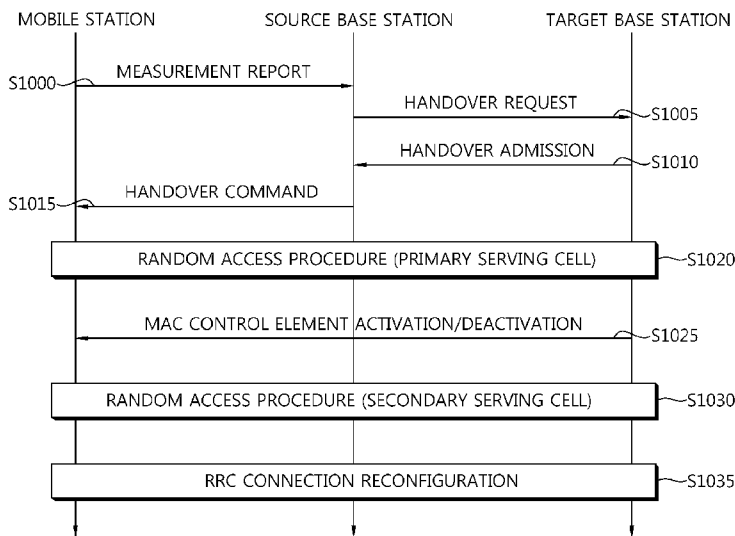 MOBILE STATION
SOURCE BASE STATION
TARGET BASE STATION
S1000
MEASUREMENT REPORT
HANDOVER REQUEST
S1005
HANDOVER ADMISSION
S1010
S1015
HANDOVER COMMAND
RANDOM ACCESS PROCEDURE (PRIMARY SERVING CELL)
S1020
MAC CONTROL ELEMENT ACTIVATION/DEACTIVATION
S1025
RANDOM ACCESS PROCEDURE (SECONDARY SERVING CELL)
S1030
RRC CONNECTION RECONFIGURATION
S1035